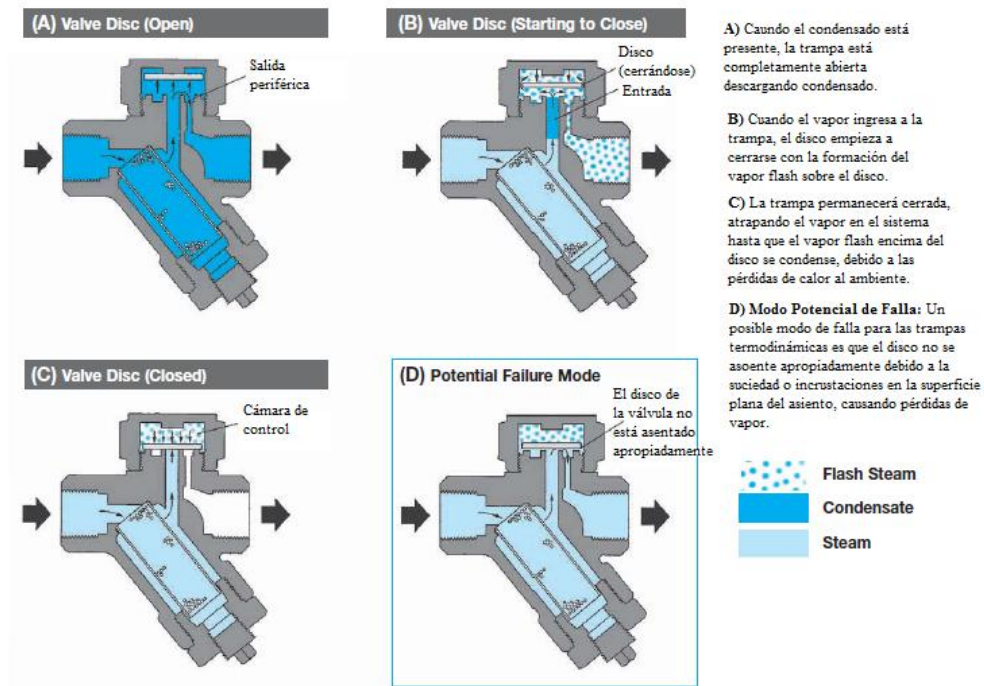 (A) Valve Disc (Open)
Salida
periférica
(B) Valve Disc (Starting to Close)
Disco
(cerrándose)
Entrada
(C) Valve Disc (Closed)
Cámara de
control
(D) Potential Failure Mode
El disco de
la válvula no
está asentado
apropiadamente
A) Caundo el condensado está
presente, la trampa está
completamente abierta
descargando condensado.
B) Cuando el vapor ingresa a la
trampa, el disco empieza a
cerrarse con la formación del
vapor flash sobre el disco.
C) La trampa permanecerá cerrada,
atrapando el vapor en el sistema
hasta que el vapor flash encima del
disco se condense, debido a las
pérdidas de calor al ambiente.
D) Modo Potencial de Falla: Un
posible modo de falla para las trampas
termodinámicas es que el disco no se
asoente apropiadamente debido a la
suciedad o incrustaciones en la superficie
plana del asiento, causando pérdidas de
vapor.
Flash Steam
Condensate
Steam